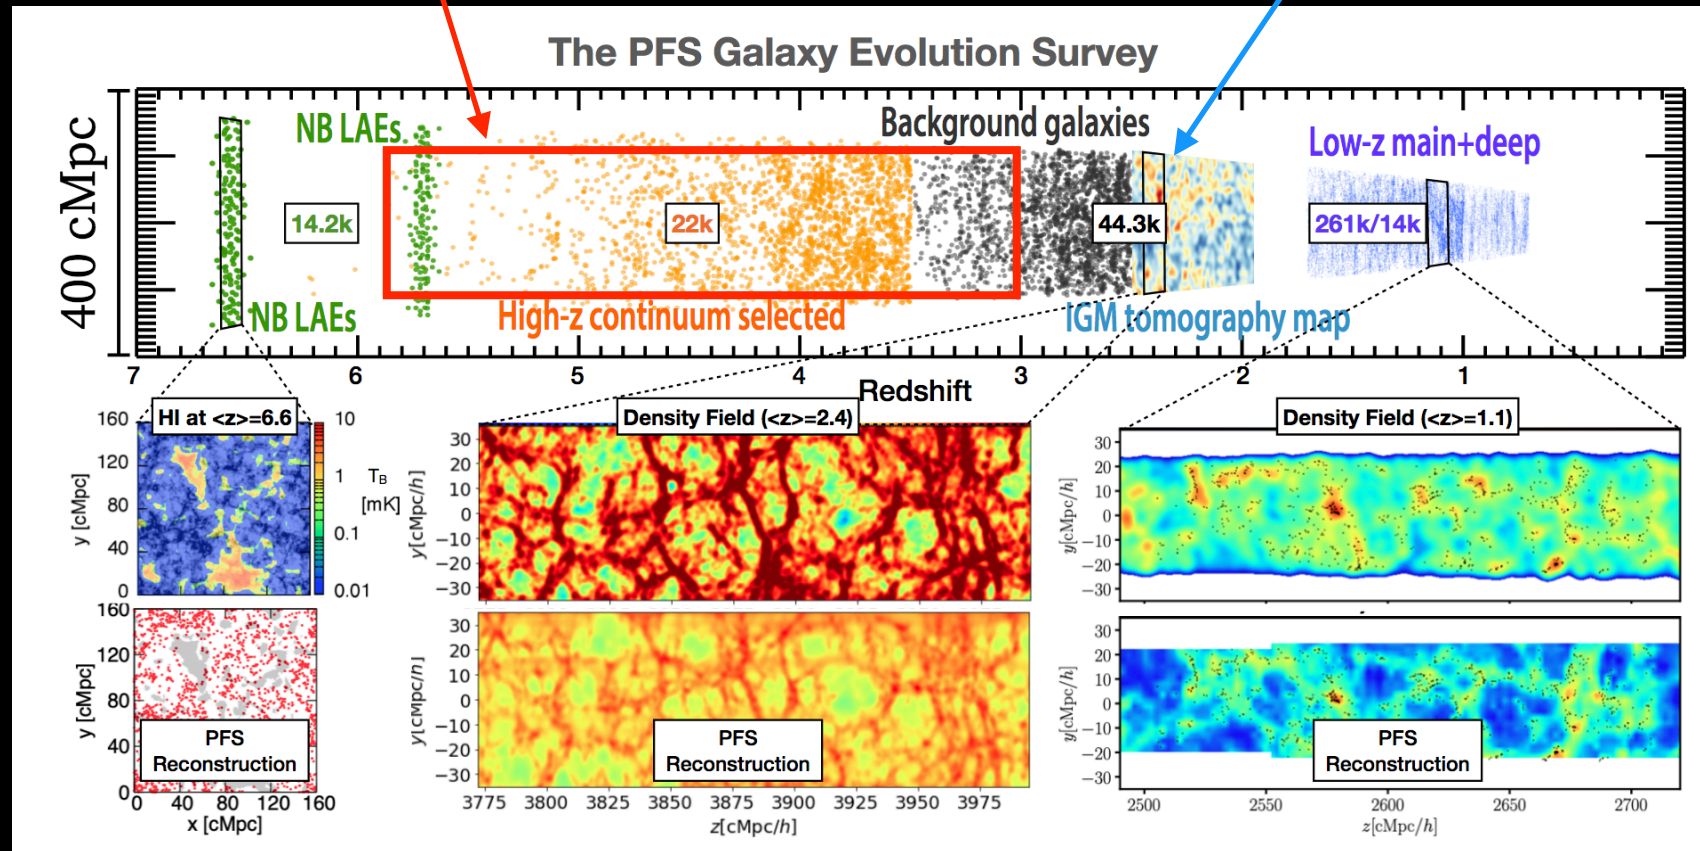 The PFS Galaxy Evolution Survey
400 cMpc
NB LAEs
Background galaxies
Low-z main+deep
14.2k
22k
44.3k
261k/14k
NB LAEs
High-z continuum selected
IGM tomography map
7 6 5 4 3 2 1
Redshift
HI at <z>=6.6
160
120
80
40
0
y [cMpc]
10
1
0.1
0.01
T_B
[mK]
Density Field (<z>=2.4)
30
20
10
0
−10
−20
−30
y[cMpc/h]
Density Field (<z>=1.1)
30
20
10
0
−10
−20
−30
y[cMpc/h]
160
120
80
40
0
y [cMpc]
PFS
Reconstruction
0 40 80 120 160
x [cMpc]
30
20
10
0
−10
−20
−30
y[cMpc/h]
PFS
Reconstruction
3775 3800 3825 3850 3875 3900 3925 3950 3975
z[cMpc/h]
30
20
10
0
−10
−20
−30
y[cMpc/h]
PFS
Reconstruction
2500 2550 2600 2650 2700
z[cMpc/h]